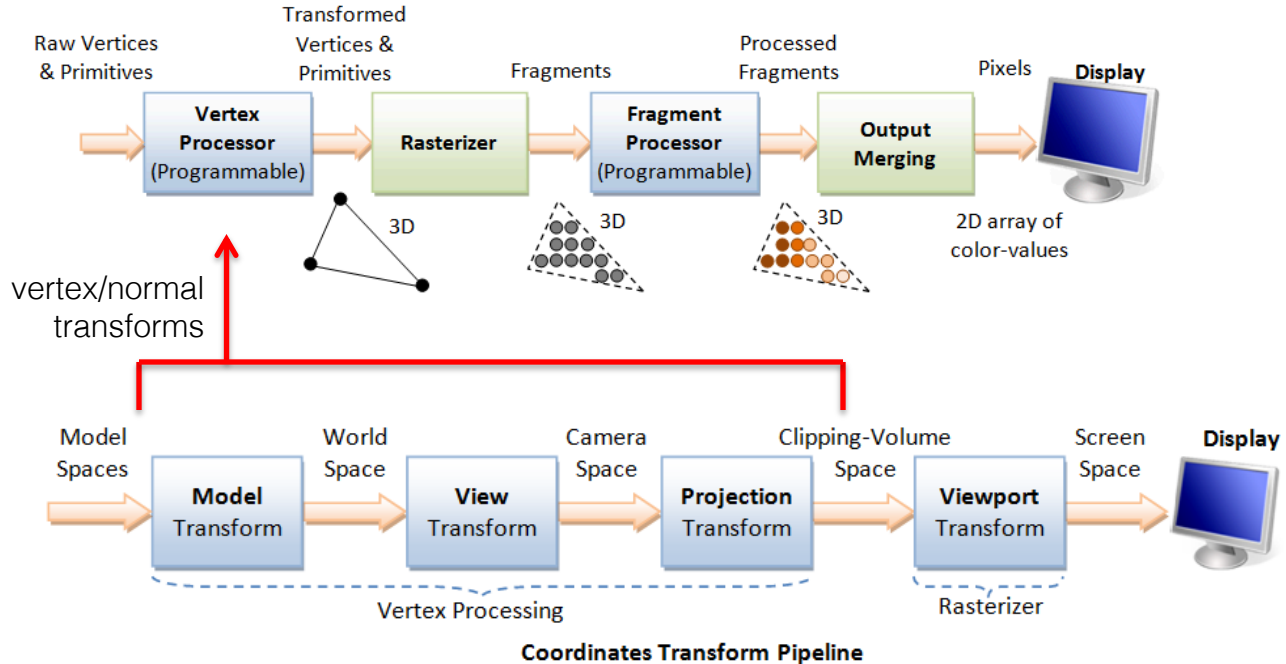 Raw Vertices
& Primitives
Transformed
Vertices &
Primitives
Fragments
Processed
Fragments
Pixels
Display
Vertex
Processor
(Programmable)
Rasterizer
Fragment
Processor
(Programmable)
Output
Merging
3D
3D
3D
2D array of
color-values
vertex/normal
transforms
Model
Spaces
World
Space
Camera
Space
Clipping-Volume
Space
Screen
Space
Display
Model
Transform
View
Transform
Projection
Transform
Viewport
Transform
Vertex Processing
Rasterizer
Coordinates Transform Pipeline